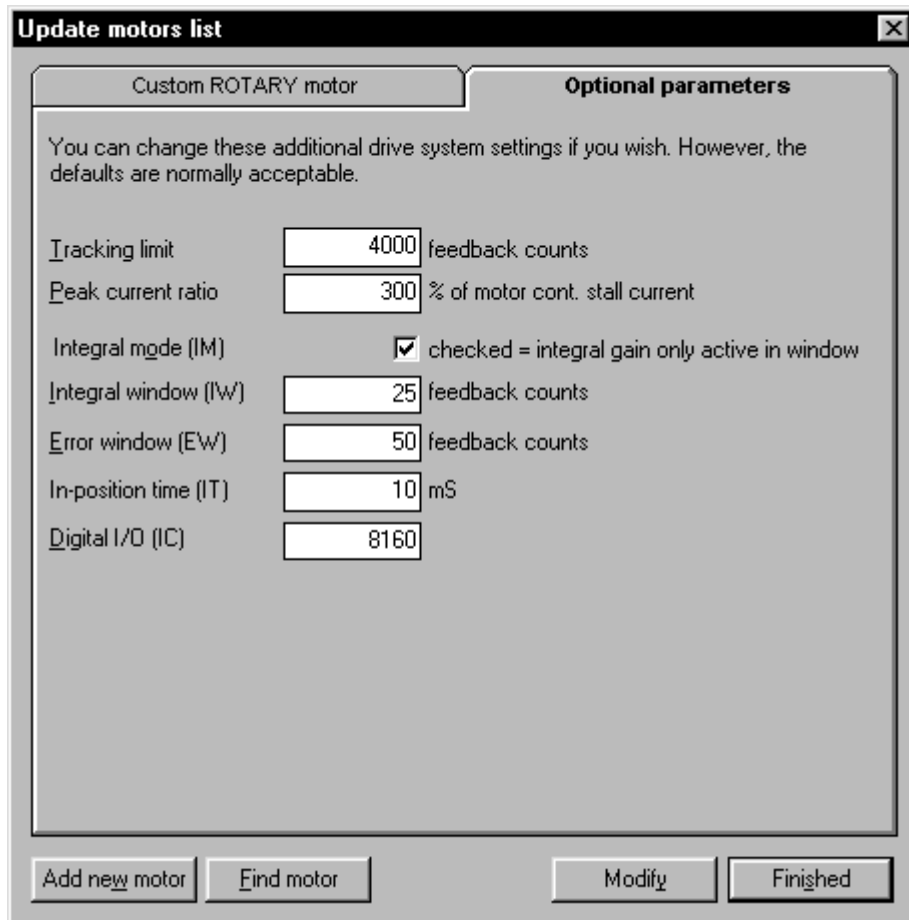 Update motors list
Custom ROTARY motor
Optional parameters
You can change these additional drive system settings if you wish. However, the
defaults are normally acceptable.
Tracking limit 4000 feedback counts
Peak current ratio 300 % of motor cont. stall current
Integral mode (IM) checked = integral gain only active in window
Integral window (IW) 25 feedback counts
Error window (EW) 50 feedback counts
In-position time (IT) 10 mS
Digital I/O (IC) 8160
Add new motor Find motor Modify Finished